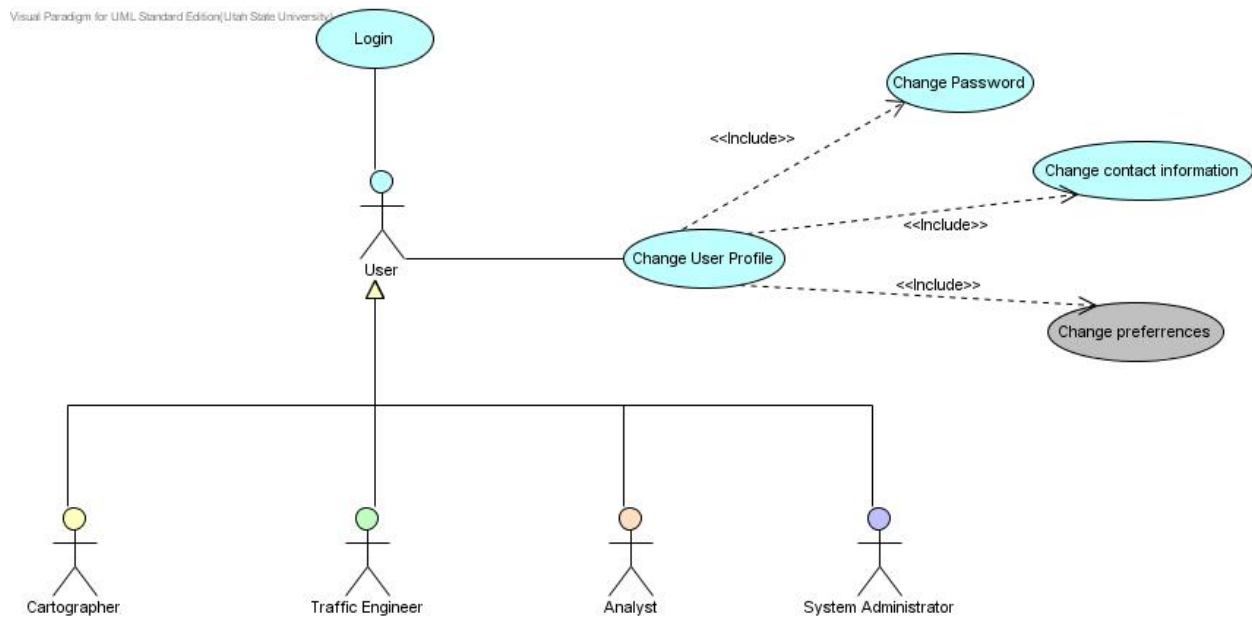 Visual Paradigm for UML Standard Edition(Utah State University)
Login
Change Password
<<Include>>
Change contact information
<<Include>>
User
Change User Profile
<<Include>>
Change preferrences
Cartographer
Traffic Engineer
Analyst
System Administrator